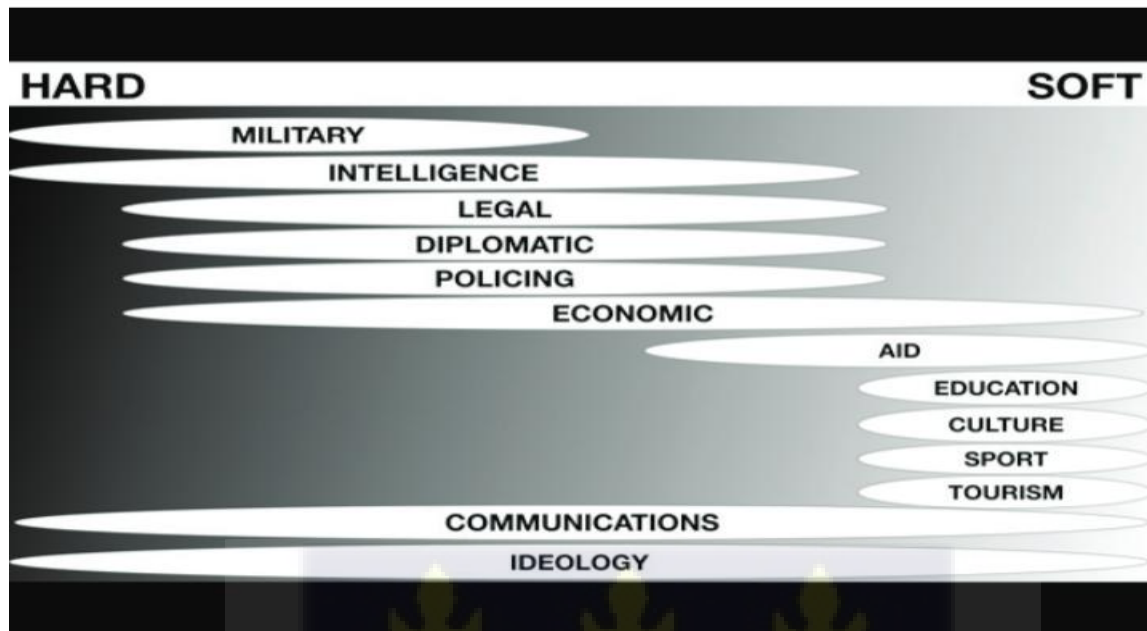 HARD SOFT
MILITARY
INTELLIGENCE
LEGAL
DIPLOMATIC
POLICING
ECONOMIC
AID
EDUCATION
CULTURE
SPORT
TOURISM
COMMUNICATIONS
IDEOLOGY